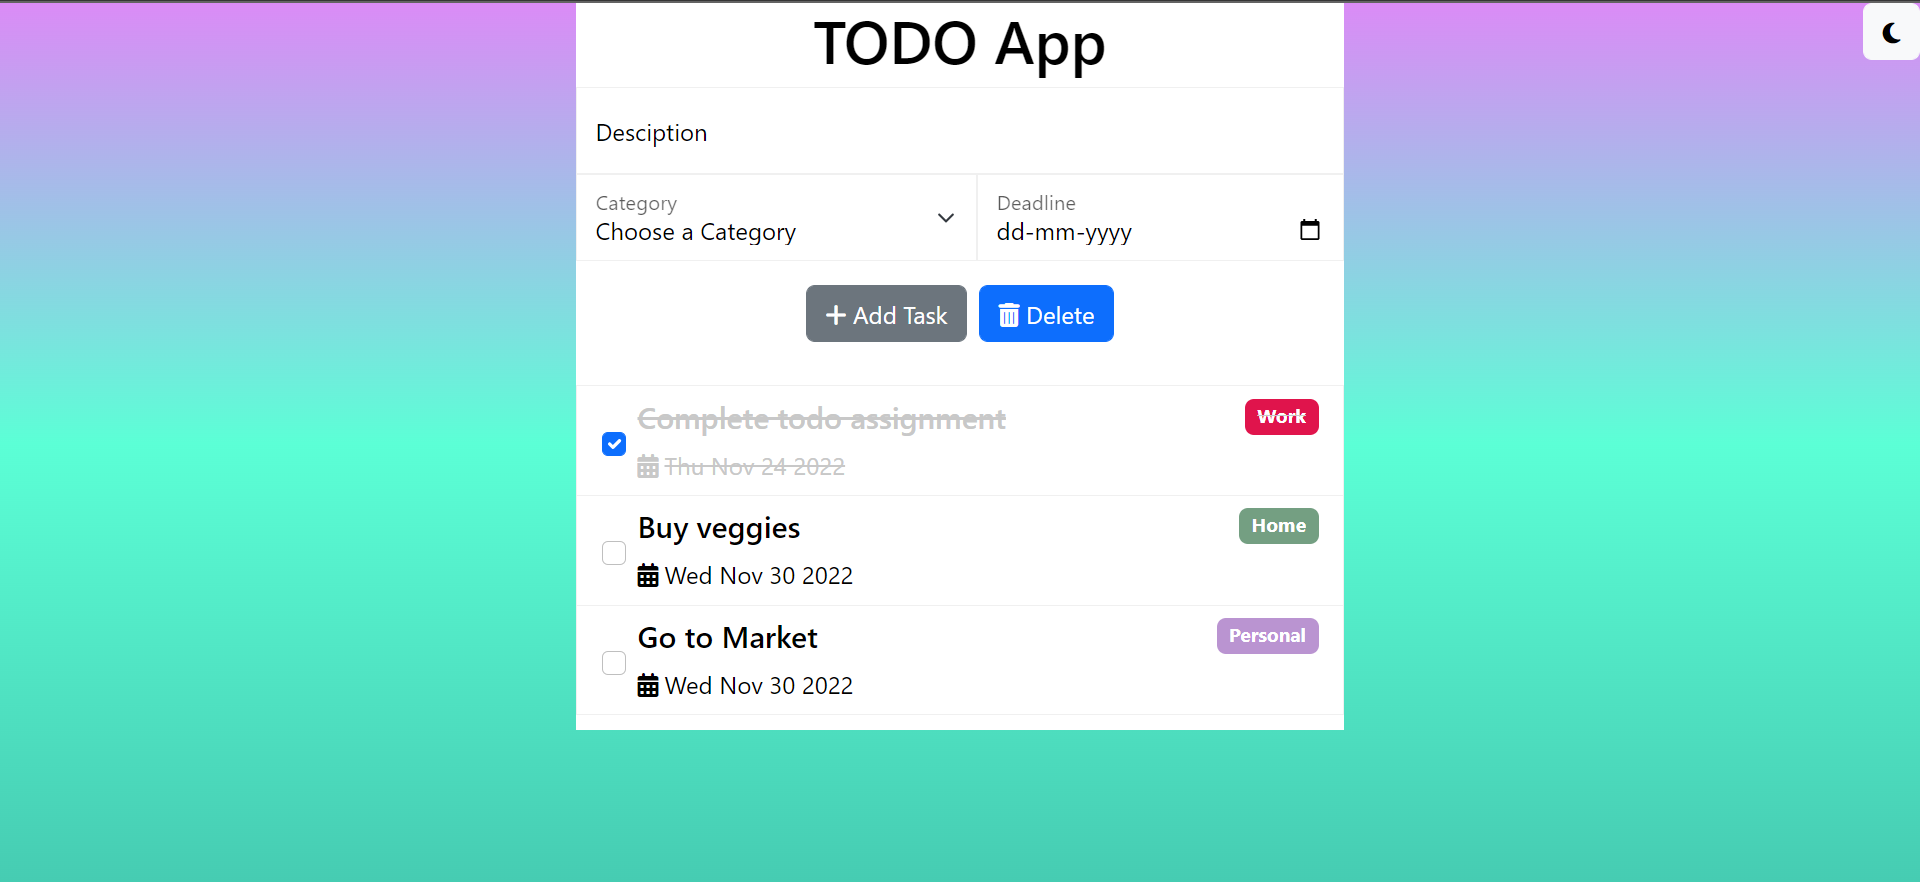 TODO App
Desciption
Category
Choose a Category
Deadline
dd-mm-yyyy
Add Task
Delete
Complete todo assignment
Work
Thu Nov 24 2022
Buy veggies
Home
Wed Nov 30 2022
Go to Market
Personal
Wed Nov 30 2022